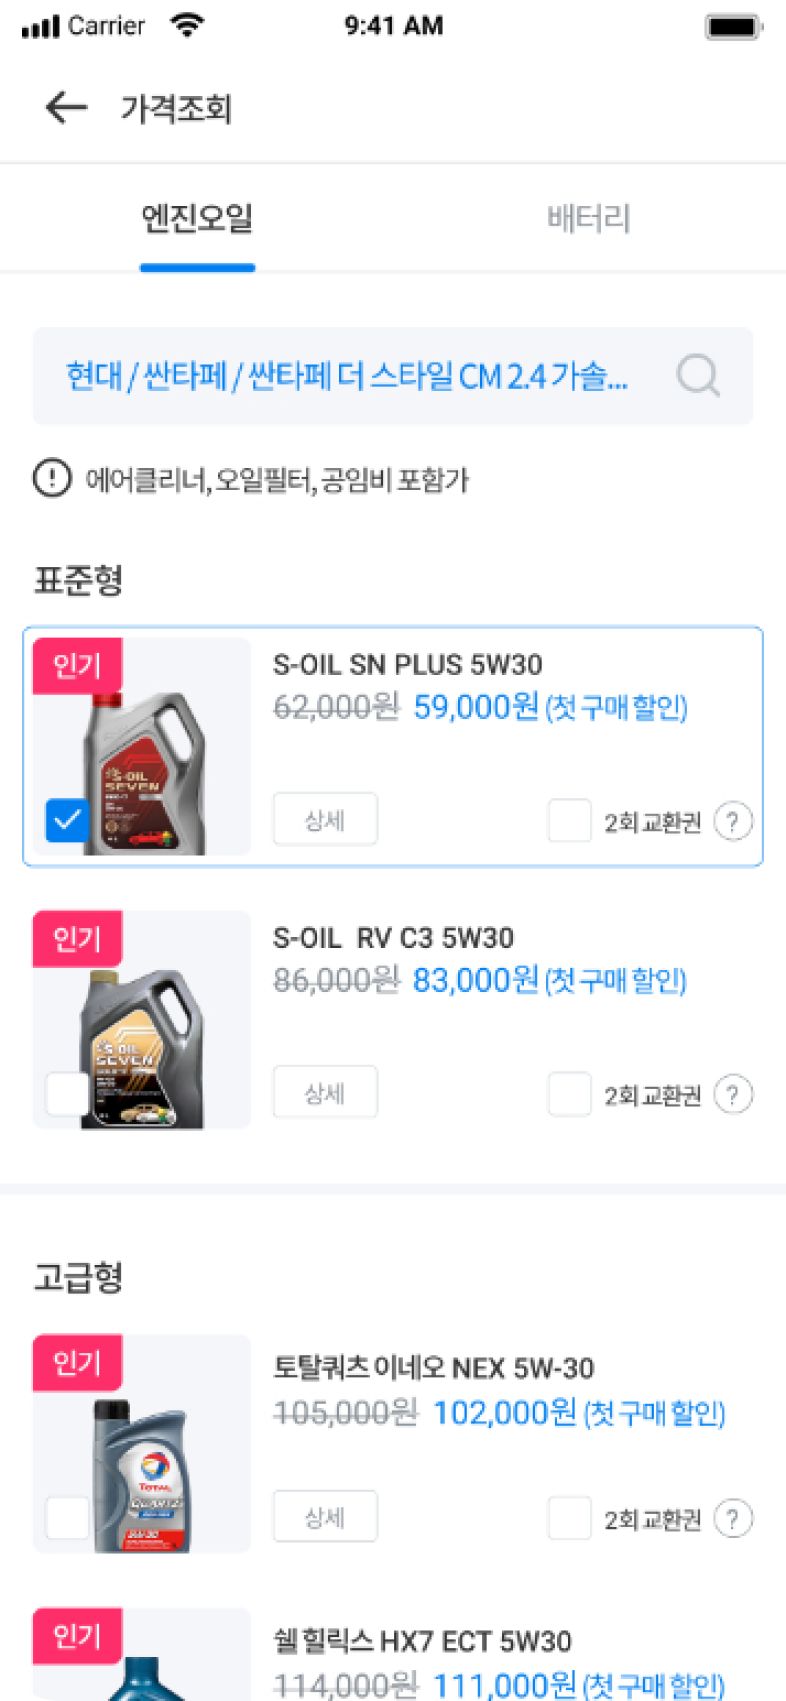 Carrier 9:41 AM
가격조회
엔진오일 배터리
현대 / 싼타페 / 싼타페 더 스타일 CM 2.4 가솔...
에어클리너, 오일필터, 공임비 포함가
표준형
인기
S-OIL SN PLUS 5W30
62,000원 59,000원 (첫 구매 할인)
S-OIL
SEVEN
상세 2회 교환권 ?
인기
S-OIL RV C3 5W30
86,000원 83,000원 (첫 구매 할인)
S-OIL
SEVEN
상세 2회 교환권 ?
고급형
인기
토탈쿼츠 이네오 NEX 5W-30
105,000원 102,000원 (첫 구매 할인)
TOTAL
QUARTZ
5W-30
상세 2회 교환권 ?
인기
쉘 힐릭스 HX7 ECT 5W30
114,000원 111,000원 (첫 구매 할인)